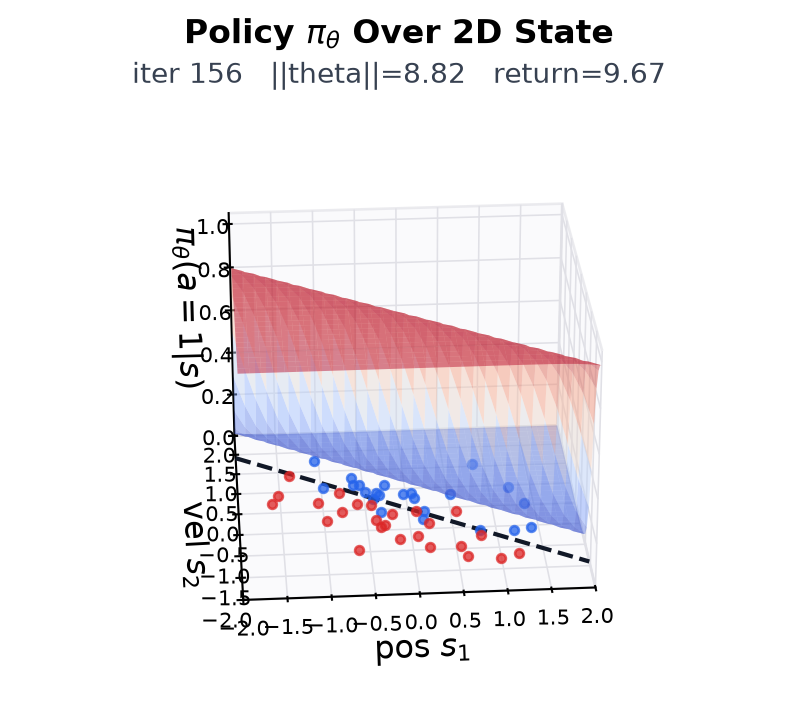 Policy πθ Over 2D State
iter 156 ||theta||=8.82 return=9.67
πθ(a = 1|s)
1.0
0.8
0.6
0.4
0.2
0.0
vel s2
2.0
1.5
1.0
0.5
0.0
−0.5
−1.0
−1.5
−2.0
−2.0 −1.5 −1.0 −0.5 0.0 0.5 1.0 1.5 2.0
pos s1